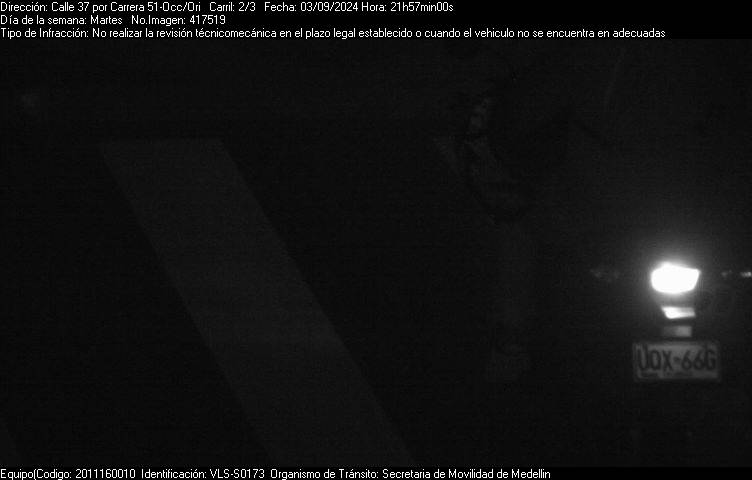 Dirección: Calle 37 por Carrera 51-Occ/Ori Carril: 2/3 Fecha: 03/09/2024 Hora: 21h57min00s
Día de la semana: Martes No.Imagen: 417519
Tipo de Infracción: No realizar la revisión técnicomecánica en el plazo legal establecido o cuando el vehiculo no se encuentra en adecuadas
UQX-66G
Equipo(Codigo: 2011160010 Identificación: VLS-S0173 Organismo de Tránsito: Secretaria de Movilidad de Medellin